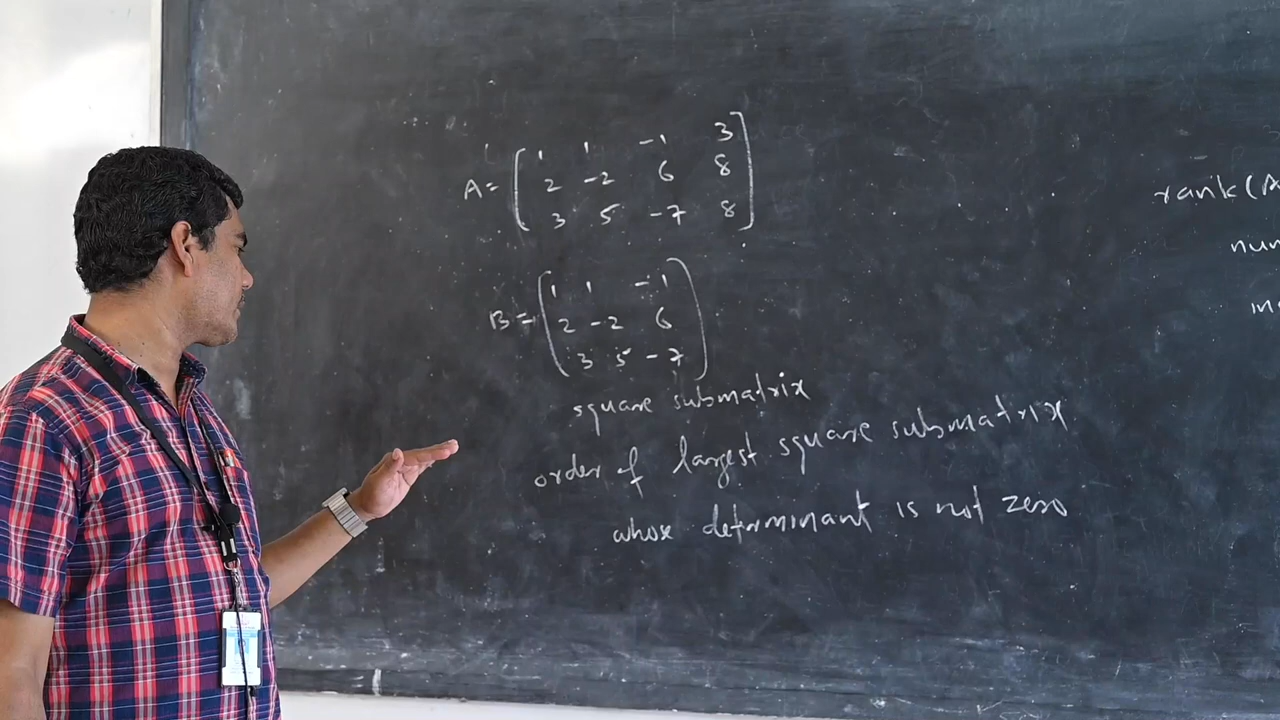 A = [ 1 1 -1 3
2 -2 6 8
3 5 -7 8 ]
B = ( 1 1 -1
2 -2 6
3 5 -7 )
square submatrix
order of largest square submatrix
whose determinant is not zero
rank(A
num
in